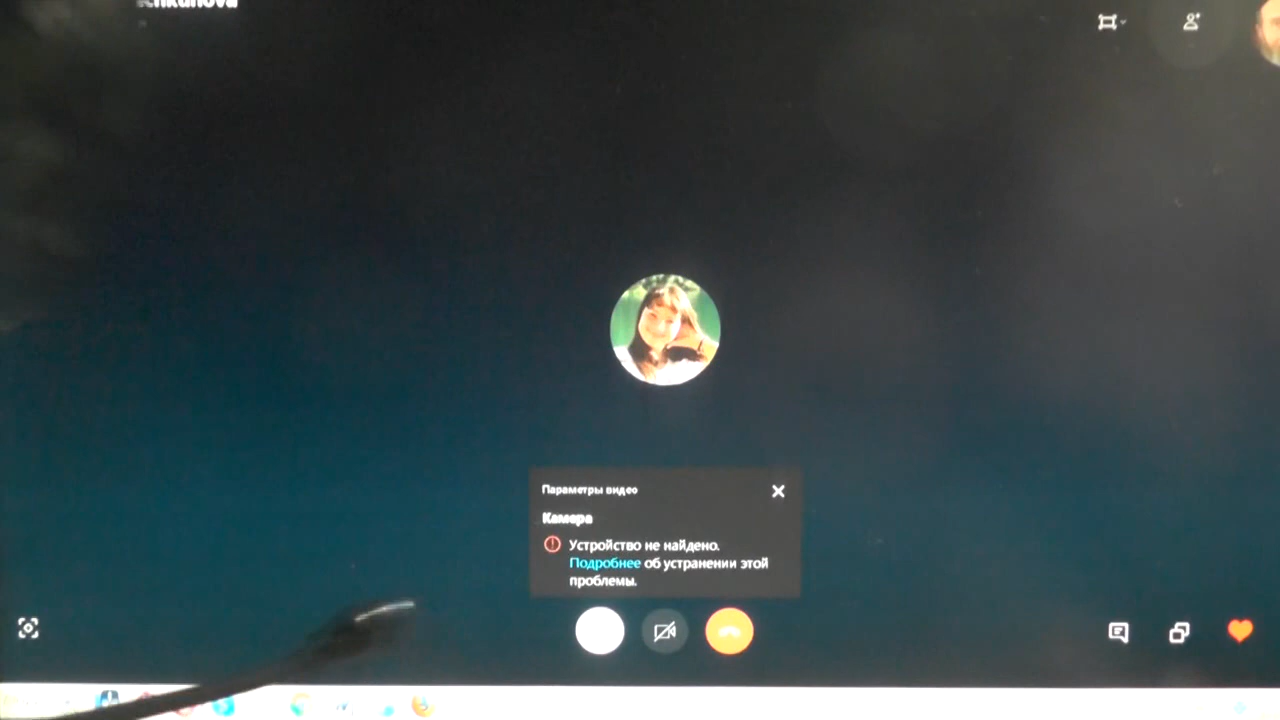 Параметры видео
Камера
Устройство не найдено.
Подробнее об устранении этой
проблемы.